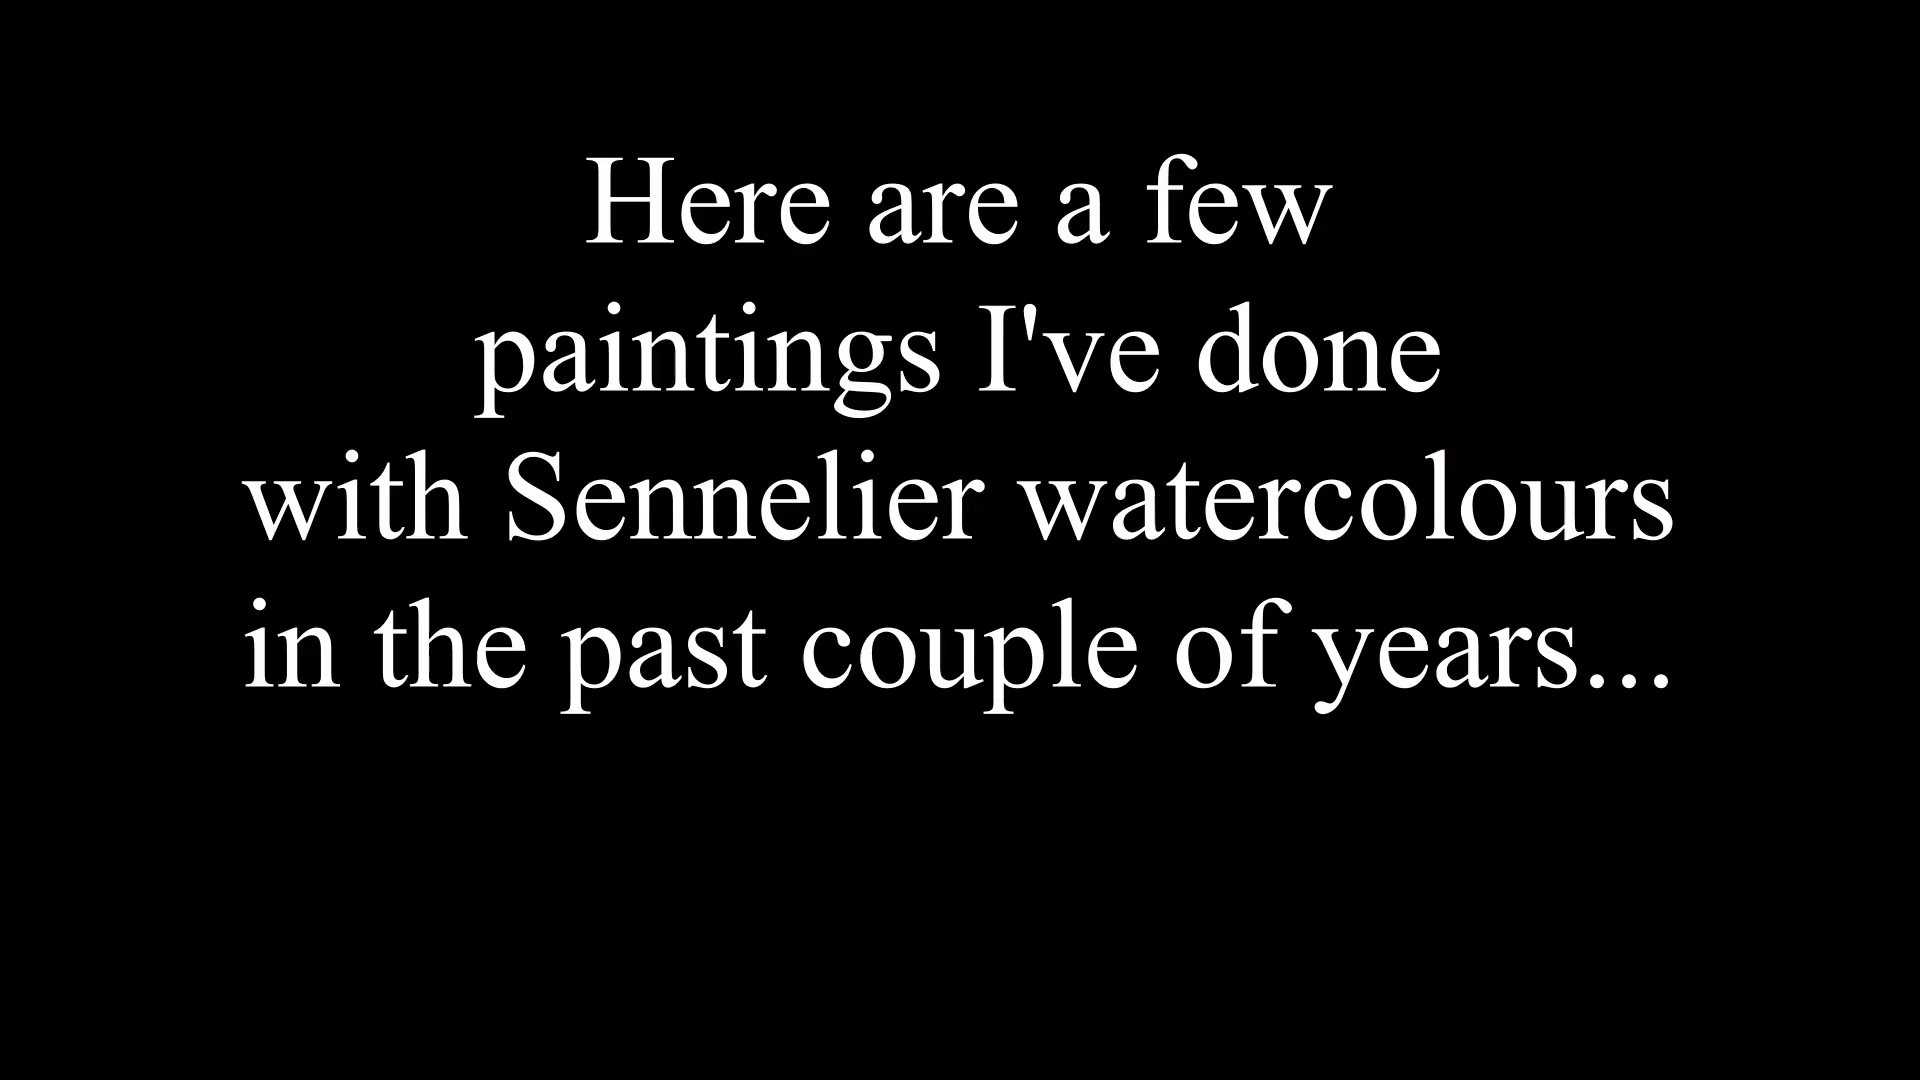 Here are a few
paintings I've done
with Sennelier watercolours
in the past couple of years...